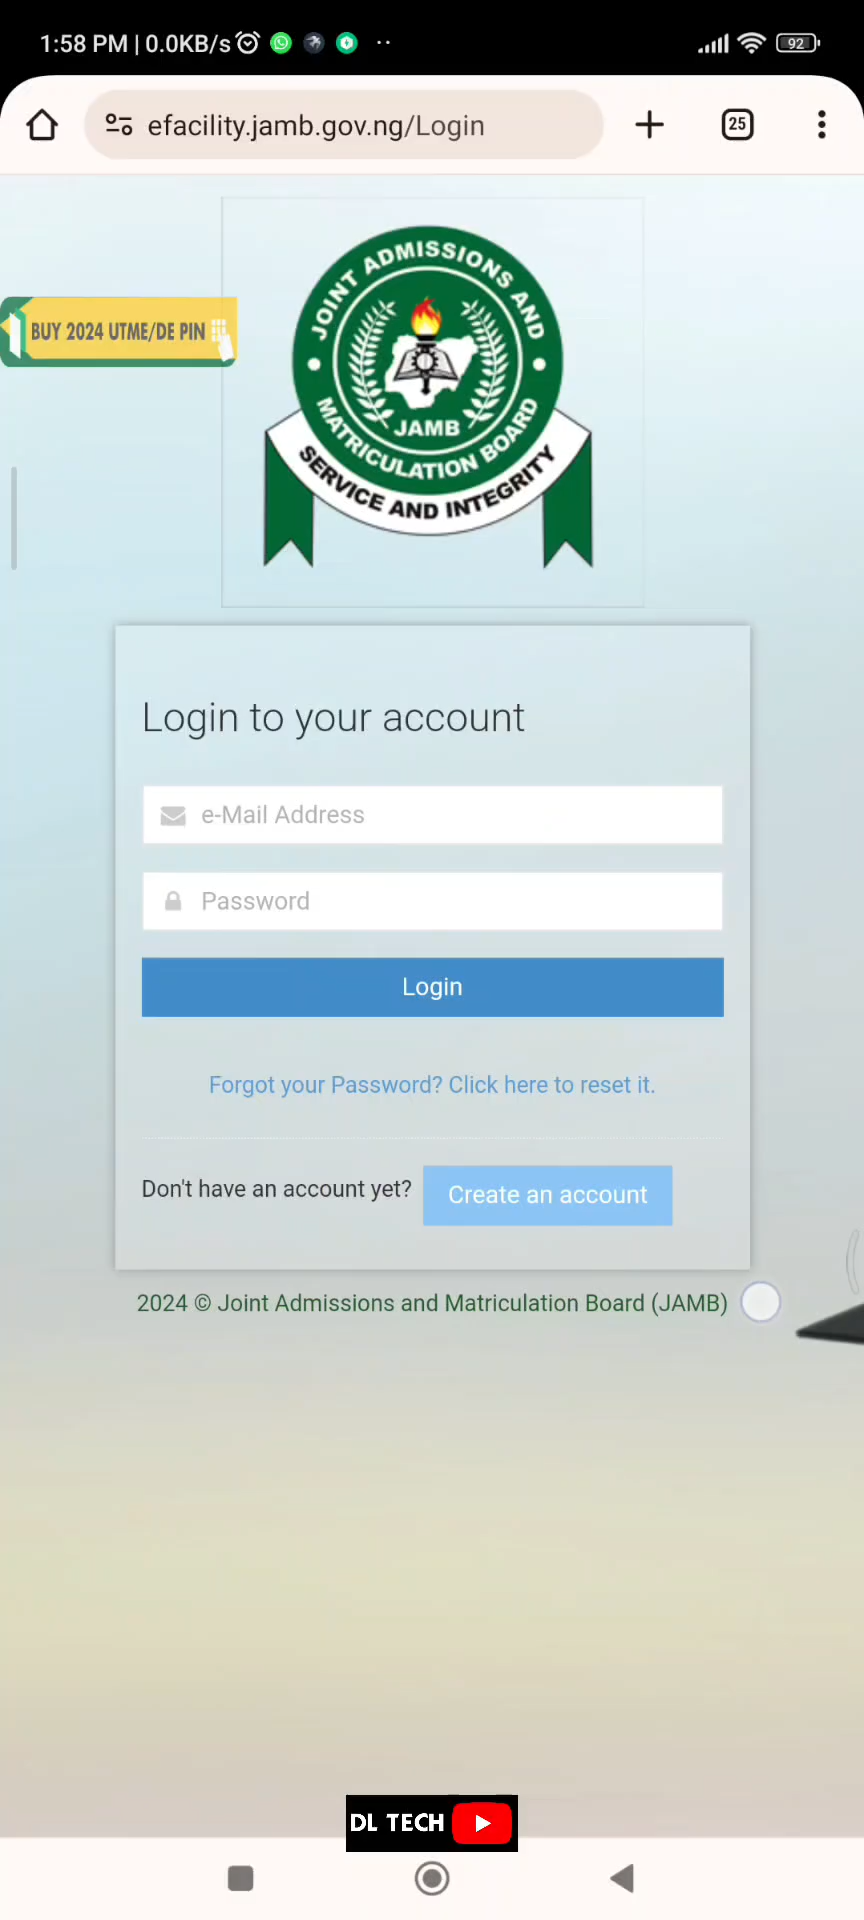 1:58 PM | 0.0KB/s
92
efacility.jamb.gov.ng/Login
25
JOINT ADMISSIONS AND
MATRICULATION BOARD
JAMB
SERVICE AND INTEGRITY
BUY 2024 UTME/DE PIN
Login to your account
e-Mail Address
Password
Login
Forgot your Password? Click here to reset it.
Don't have an account yet?
Create an account
2024 © Joint Admissions and Matriculation Board (JAMB)
DL TECH